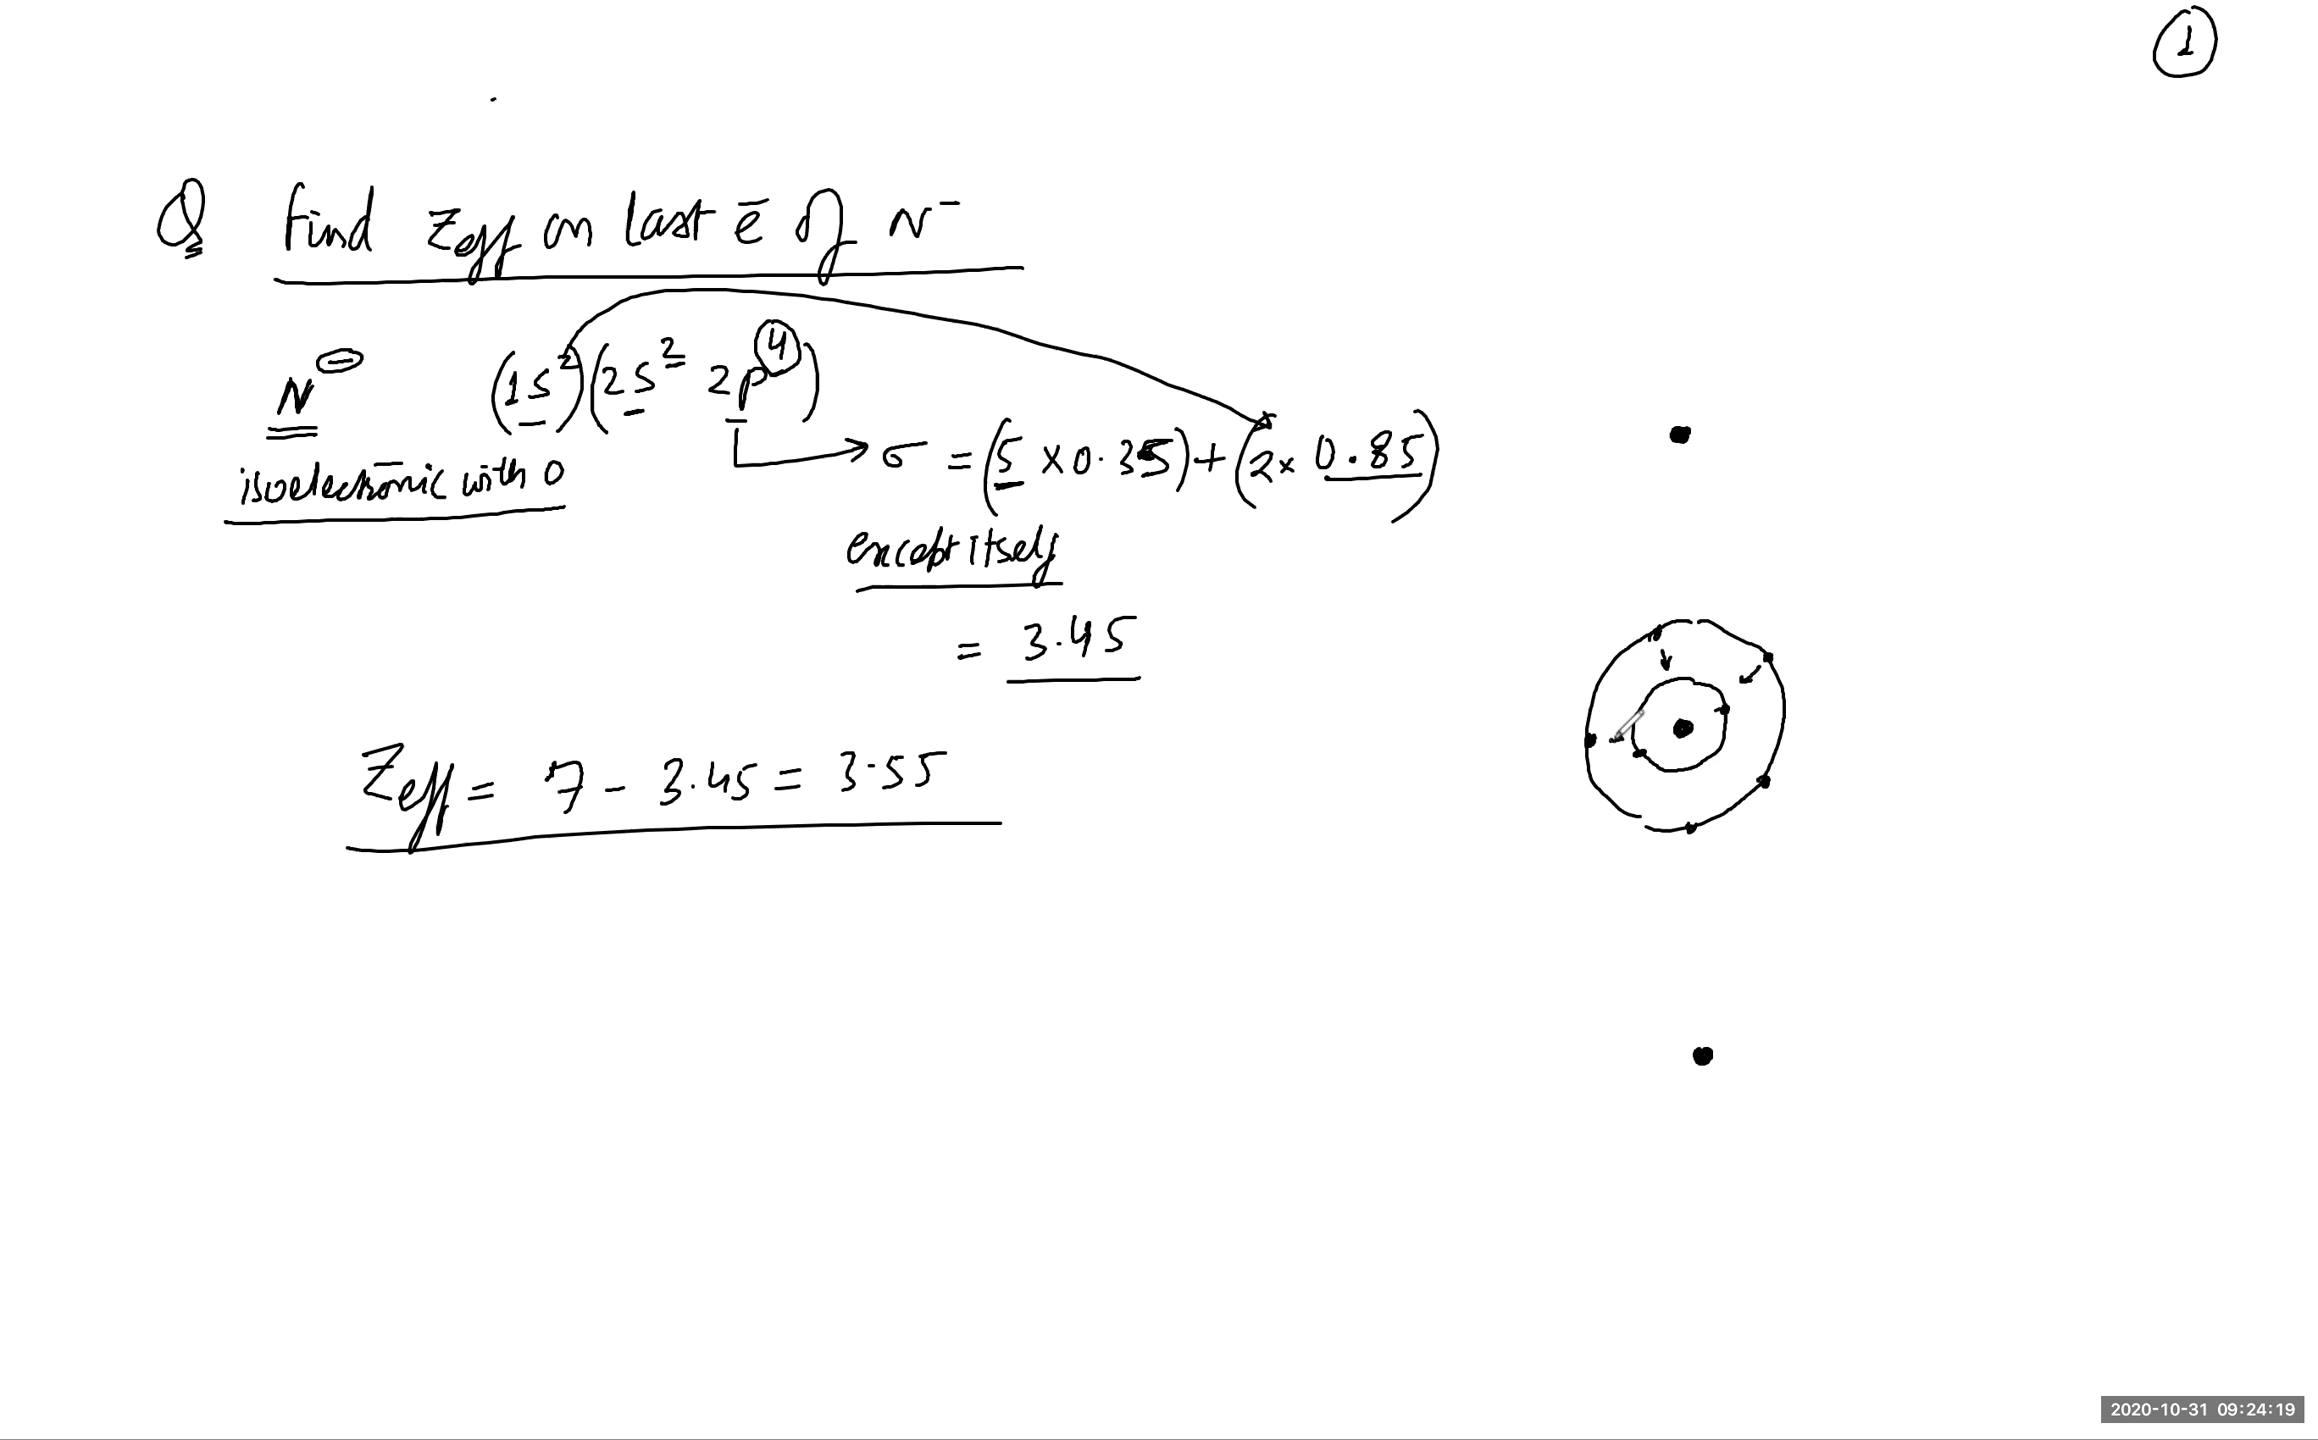 1
Q Find Zeff on last ē of N⁻
N⊖ (1s²)(2s² 2p⁴)
isoelectronic with O
σ = (5 × 0.35) + (2 × 0.85)
except itself
= 3.45
Zeff = 7 - 3.45 = 3.55
2020-10-31 09:24:19